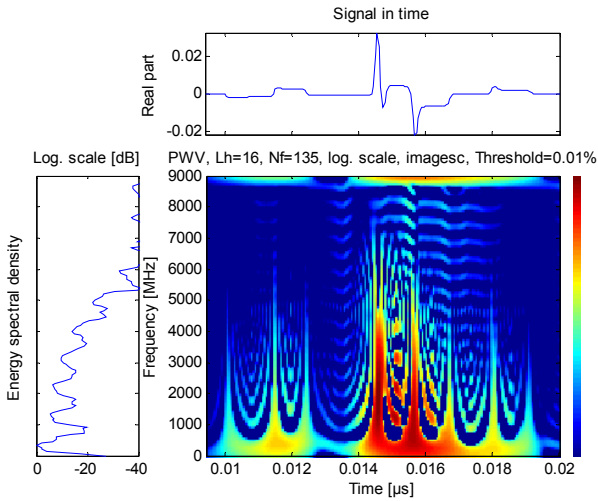 Signal in time
Real part
0.02
0
-0.02
Log. scale [dB]
PWV, Lh=16, Nf=135, log. scale, imagesc, Threshold=0.01%
Energy spectral density
Frequency [MHz]
9000
8000
7000
6000
5000
4000
3000
2000
1000
0
0 -20 -40
0.01 0.012 0.014 0.016 0.018 0.02
Time [µs]